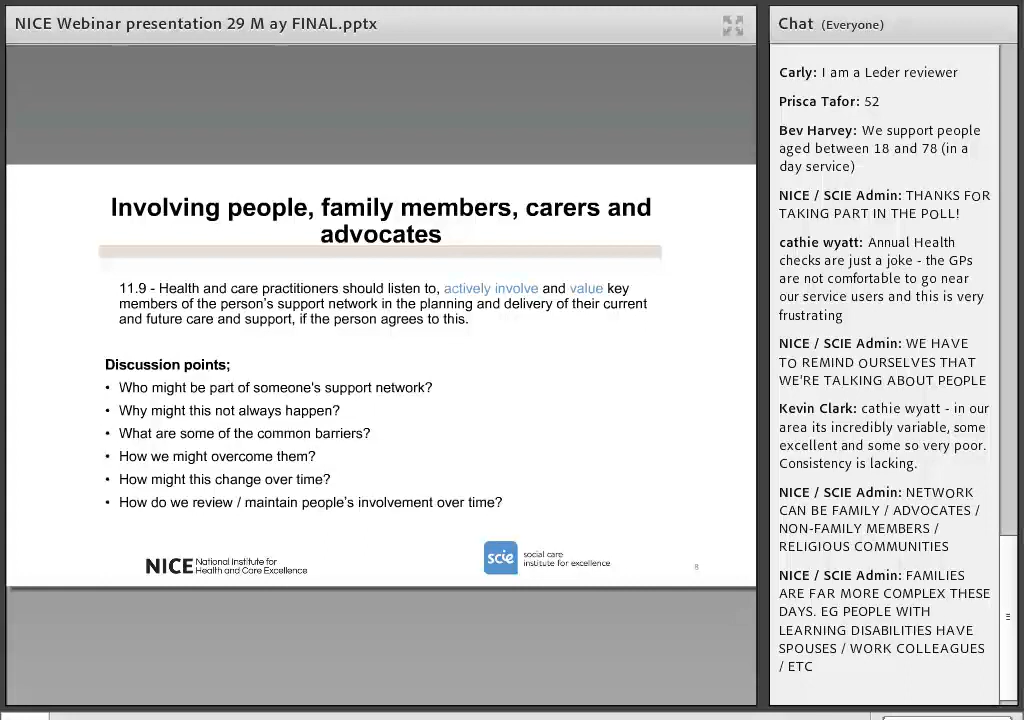 NICE Webinar presentation 29 M ay FINAL.pptx
Involving people, family members, carers and
advocates
11.9 - Health and care practitioners should listen to, actively involve and value key
members of the person's support network in the planning and delivery of their current
and future care and support, if the person agrees to this.
Discussion points;
• Who might be part of someone's support network?
• Why might this not always happen?
• What are some of the common barriers?
• How we might overcome them?
• How might this change over time?
• How do we review / maintain people's involvement over time?
NICE National Institute for
Health and Care Excellence
scie social care
institute for excellence
8
Chat (Everyone)
Carly: I am a Leder reviewer
Prisca Tafor: 52
Bev Harvey: We support people
aged between 18 and 78 (in a
day service)
NICE / SCIE Admin: THANKS FOR
TAKING PART IN THE POLL!
cathie wyatt: Annual Health
checks are just a joke - the GPs
are not comfortable to go near
our service users and this is very
frustrating
NICE / SCIE Admin: WE HAVE
TO REMIND OURSELVES THAT
WE'RE TALKING ABOUT PEOPLE
Kevin Clark: cathie wyatt - in our
area its incredibly variable, some
excellent and some so very poor.
Consistency is lacking.
NICE / SCIE Admin: NETWORK
CAN BE FAMILY / ADVOCATES /
NON-FAMILY MEMBERS /
RELIGIOUS COMMUNITIES
NICE / SCIE Admin: FAMILIES
ARE FAR MORE COMPLEX THESE
DAYS. EG PEOPLE WITH
LEARNING DISABILITIES HAVE
SPOUSES / WORK COLLEAGUES
/ ETC